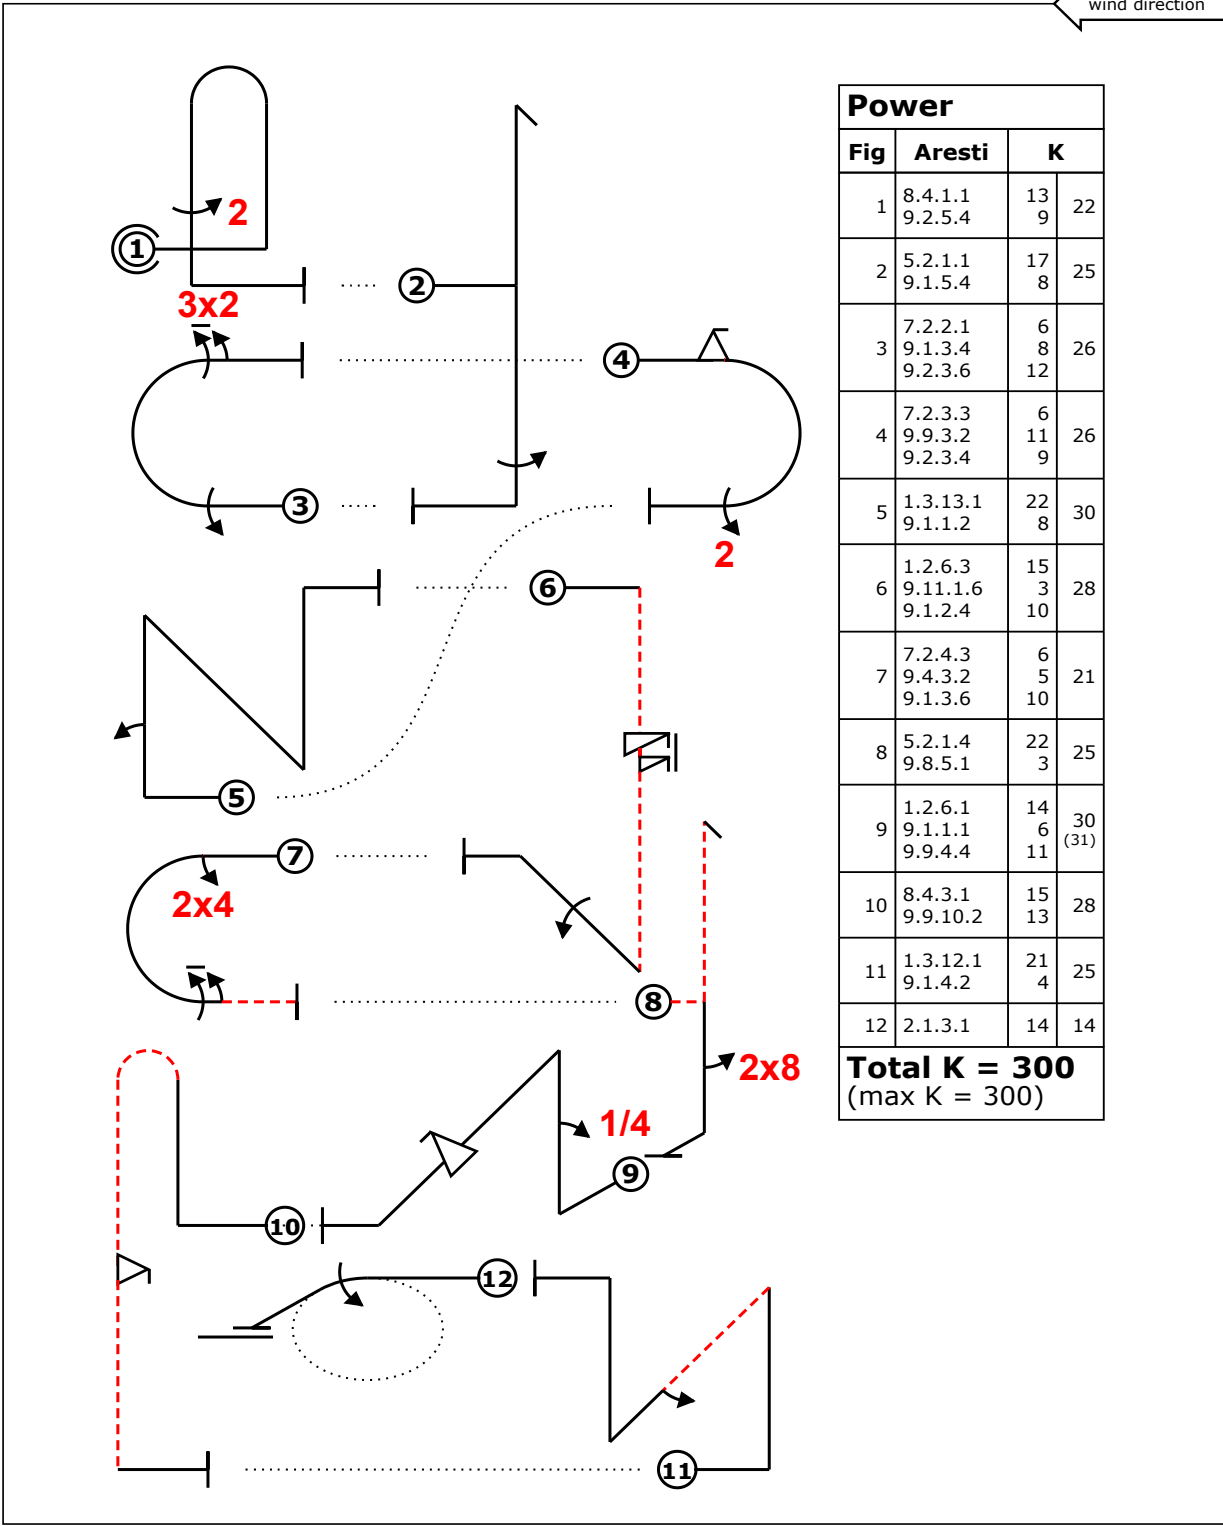 wind direction
2
1
2
3x2
4
3
2
6
5
7
2x4
8
2x8
1/4
9
10
12
11
Power
Fig Aresti K
1 8.4.1.1 13 22
9.2.5.4 9
2 5.2.1.1 17 25
9.1.5.4 8
7.2.2.1 6
3 9.1.3.4 8 26
9.2.3.6 12
7.2.3.3 6
4 9.9.3.2 11 26
9.2.3.4 9
5 1.3.13.1 22 30
9.1.1.2 8
1.2.6.3 15
6 9.11.1.6 3 28
9.1.2.4 10
7.2.4.3 6
7 9.4.3.2 5 21
9.1.3.6 10
8 5.2.1.4 22 25
9.8.5.1 3
1.2.6.1 14 30
9 9.1.1.1 6 (31)
9.9.4.4 11
10 8.4.3.1 15 28
9.9.10.2 13
11 1.3.12.1 21 25
9.1.4.2 4
12 2.1.3.1 14 14
Total K = 300
(max K = 300)